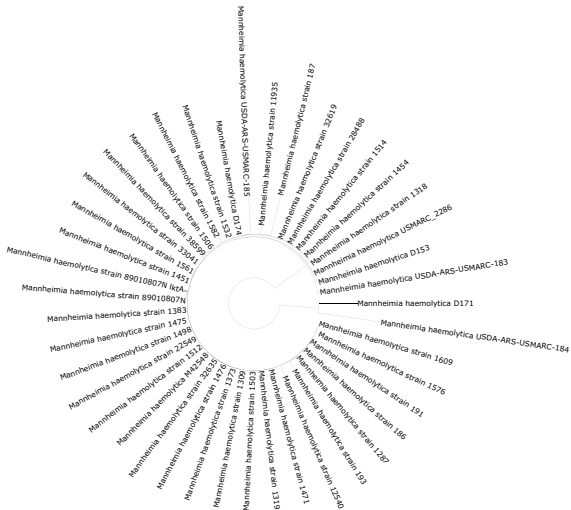 Mannheimia haemolytica USDA-ARS-USMARC-185
Mannheimia haemolytica strain 11935
Mannheimia haemolytica strain 187
Mannheimia haemolytica strain 32619
Mannheimia haemolytica strain 28488
Mannheimia haemolytica strain 1514
Mannheimia haemolytica strain 1454
Mannheimia haemolytica strain 1318
Mannheimia haemolytica USMARC_2286
Mannheimia haemolytica D153
Mannheimia haemolytica USDA-ARS-USMARC-183
Mannheimia haemolytica D171
Mannheimia haemolytica USDA-ARS-USMARC-184
Mannheimia haemolytica strain 1609
Mannheimia haemolytica strain 1576
Mannheimia haemolytica strain 191
Mannheimia haemolytica strain 186
Mannheimia haemolytica strain 1287
Mannheimia haemolytica strain 193
Mannheimia haemolytica strain 12540
Mannheimia haemolytica strain 1471
Mannheimia haemolytica strain 1319
Mannheimia haemolytica strain 1503
Mannheimia haemolytica strain 1309
Mannheimia haemolytica strain 1373
Mannheimia haemolytica strain 1476
Mannheimia haemolytica strain 32635
Mannheimia haemolytica M42548
Mannheimia haemolytica strain 1512
Mannheimia haemolytica strain 22549
Mannheimia haemolytica strain 1498
Mannheimia haemolytica strain 1475
Mannheimia haemolytica strain 1383
Mannheimia haemolytica strain 89010807N
Mannheimia haemolytica strain 89010807N lktA-
Mannheimia haemolytica strain 1451
Mannheimia haemolytica strain 1561
Mannheimia haemolytica strain 33041
Mannheimia haemolytica strain 38599
Mannheimia haemolytica strain 1506
Mannheimia haemolytica strain 1582
Mannheimia haemolytica strain 1532
Mannheimia haemolytica D174